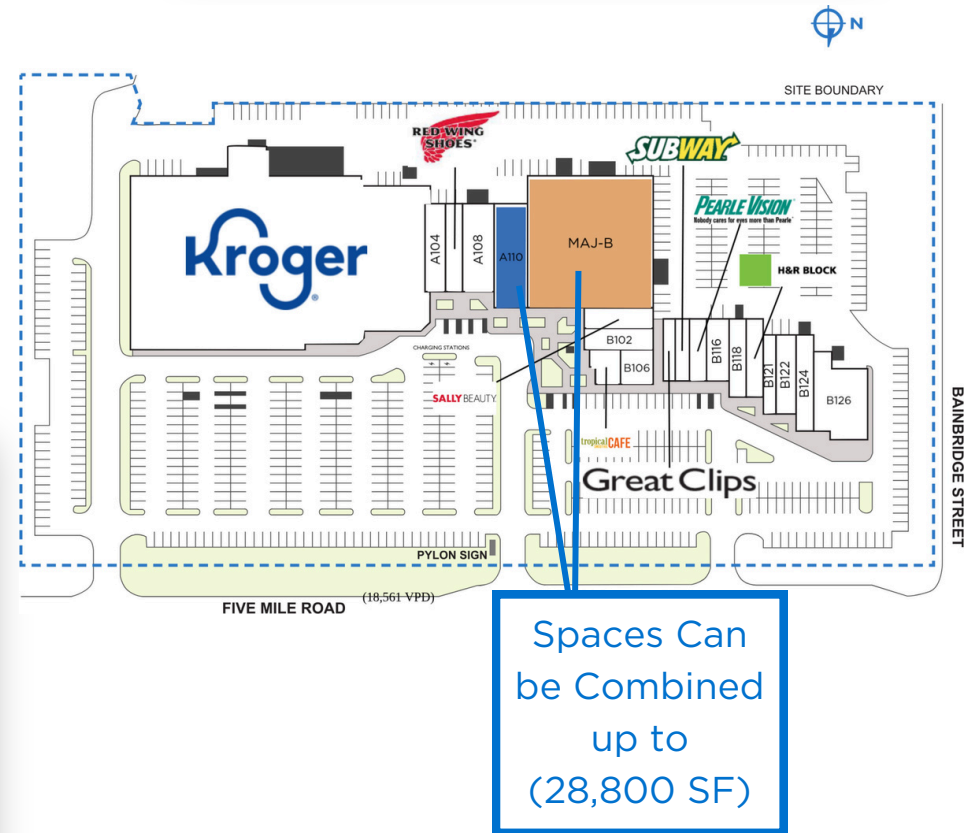 N
SITE BOUNDARY
RED WING
SHOES
SUBWAY
PEARLE VISION
Nobody cares for eyes more than Pearle
Kroger
A104
A108
A110
MAJ-B
H&R BLOCK
B102
B106
B116
B118
B121
B122
B124
B126
CHARGING STATIONS
SALLY BEAUTY
tropical CAFE
Great Clips
BAINBRIDGE STREET
PYLON SIGN
FIVE MILE ROAD
(18,561 VPD)
Spaces Can
be Combined
up to
(28,800 SF)